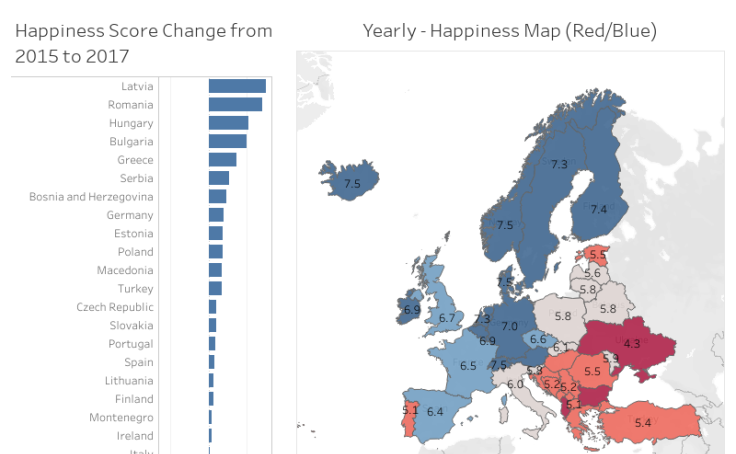 Happiness Score Change from
2015 to 2017
Latvia
Romania
Hungary
Bulgaria
Greece
Serbia
Bosnia and Herzegovina
Germany
Estonia
Poland
Macedonia
Turkey
Czech Republic
Slovakia
Portugal
Spain
Lithuania
Finland
Montenegro
Ireland
Italy
Yearly - Happiness Map (Red/Blue)
7.5
7.3
7.4
7.5
5.5
5.6
7.5
5.8
6.9
6.7
7.3
7.0
5.8
5.8
6.9
6.6
6.1
4.3
5.9
6.5
7.5
5.3
5.5
6.0
5.2
5.2
5.1
5.1
6.4
5.4